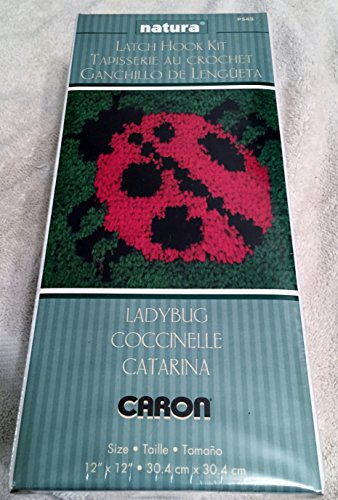 natura®
P543
LATCH HOOK KIT
TAPISSERIE AU CROCHET
GANCHILLO DE LENGÜETA
LADYBUG
COCCINELLE
CATARINA
CARON®
Size • Taille • Tamaño
12" x 12" • 30,4 cm x 30,4 cm